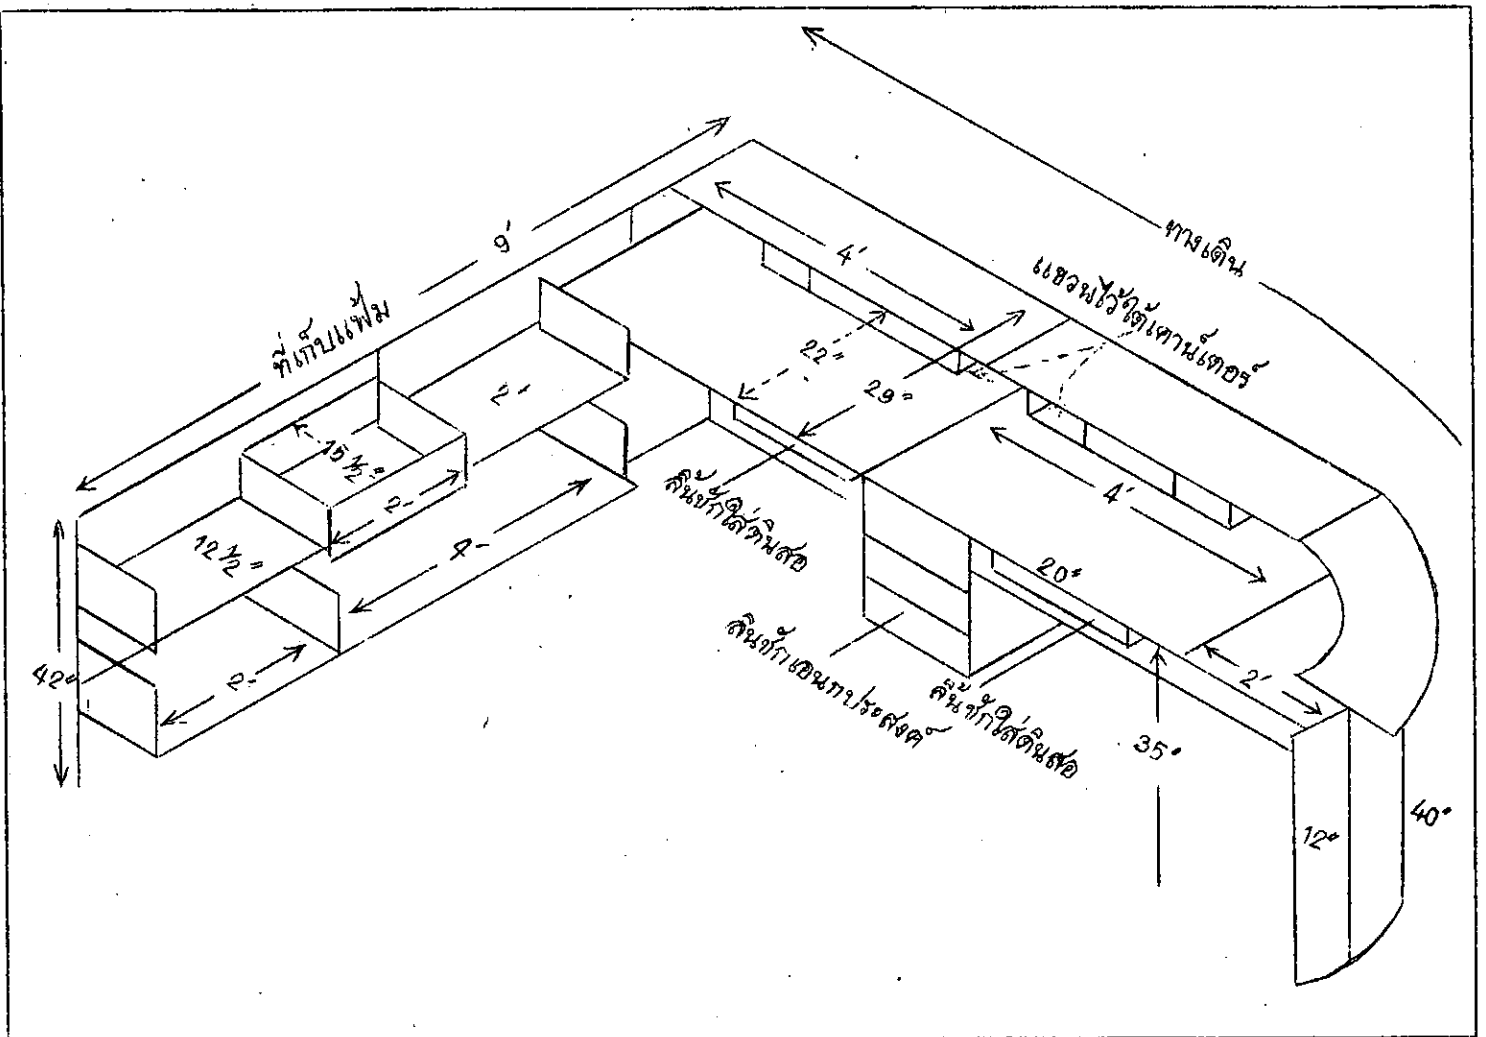 ทางเดิน
9'
4'
แขวนไว้ใต้เคาน์เตอร์
ที่เก็บแฟ้ม
22"
29"
2-
15 ½"
2-
4'
ลิ้นชักใส่ดินสอ
12 ½"
20"
ลิ้นชักเอนกประสงค์
ลิ้นชักใส่ดินสอ
42"
2-
2'
35"
12"
40"